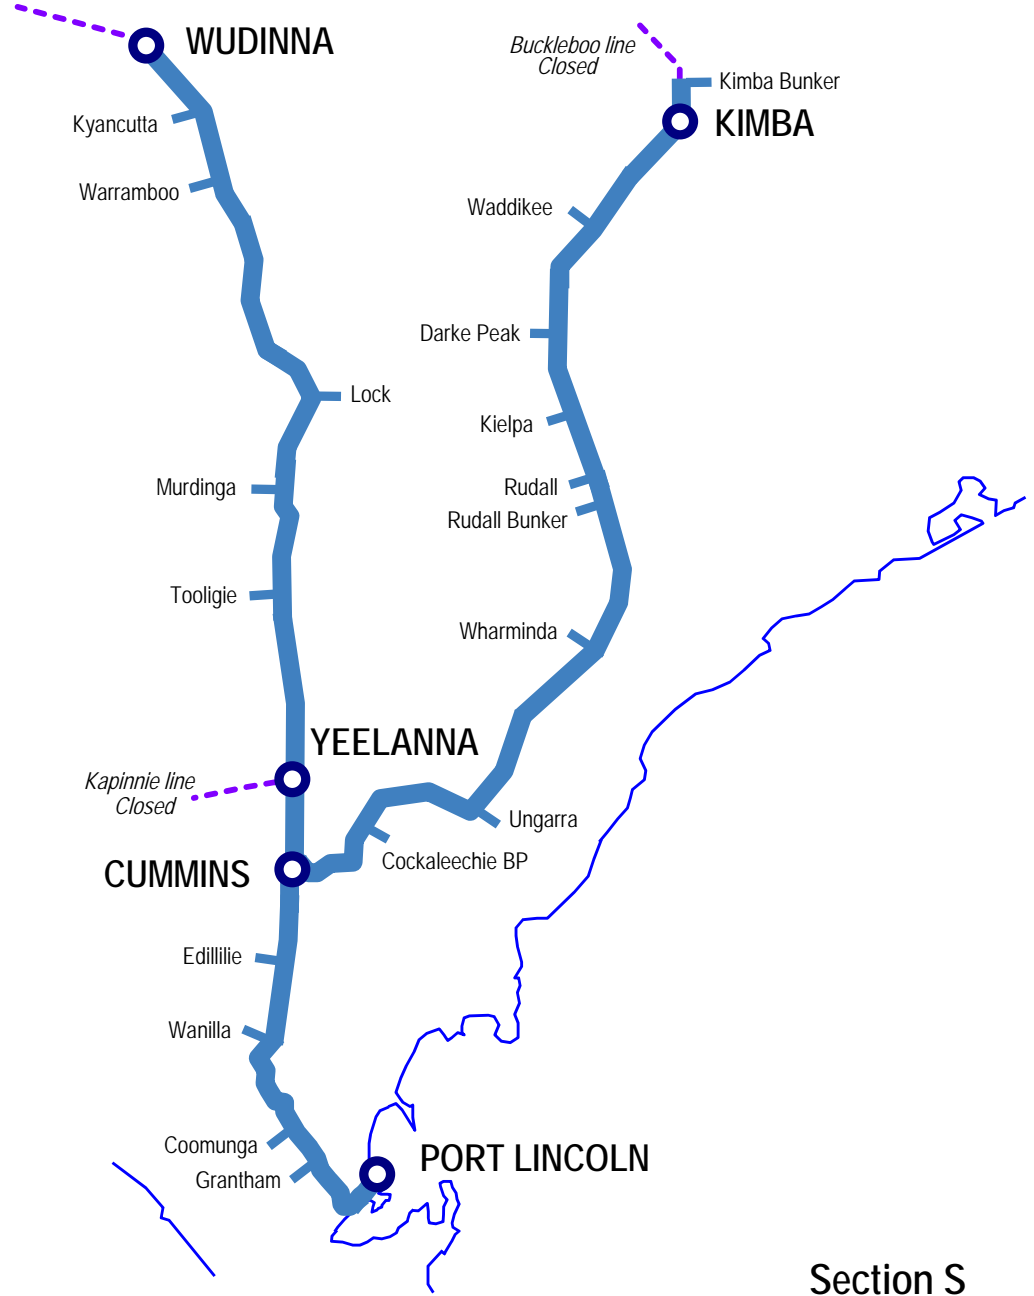 WUDINNA
Buckleboo line
Closed
Kimba Bunker
KIMBA
Kyancutta
Warramboo
Waddikee
Darke Peak
Lock
Kielpa
Murdinga
Rudall
Rudall Bunker
Tooligie
Wharminda
YEELANNA
Kapinnie line
Closed
Ungarra
Cockaleechie BP
CUMMINS
Edillilie
Wanilla
Coomunga
PORT LINCOLN
Grantham
Section S